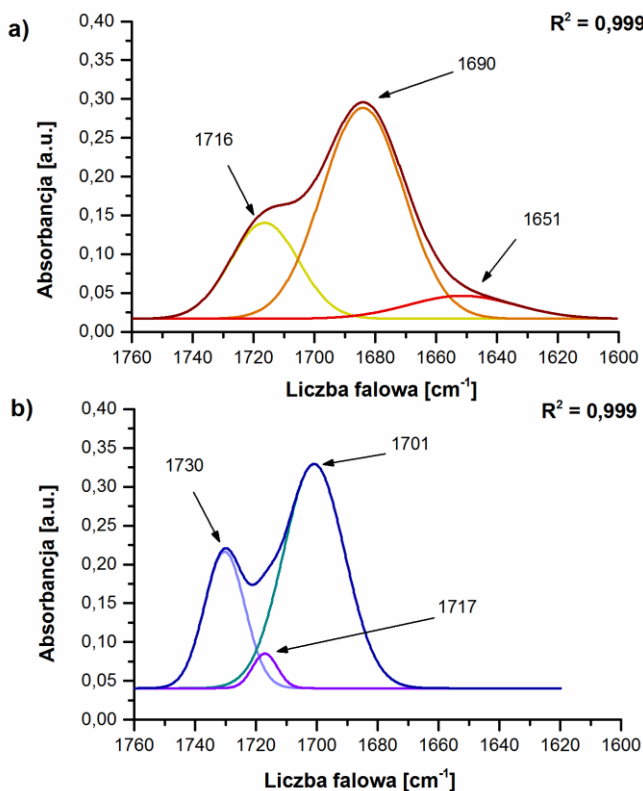 a)
R² = 0,999
0,40
0,35
0,30
0,25
0,20
0,15
0,10
0,05
0,00
Absorbancja [a.u.]
1716
1690
1651
1760 1740 1720 1700 1680 1660 1640 1620 1600
Liczba falowa [cm⁻¹]
b)
R² = 0,999
0,40
0,35
0,30
0,25
0,20
0,15
0,10
0,05
0,00
Absorbancja [a.u.]
1730
1701
1717
1760 1740 1720 1700 1680 1660 1640 1620 1600
Liczba falowa [cm⁻¹]